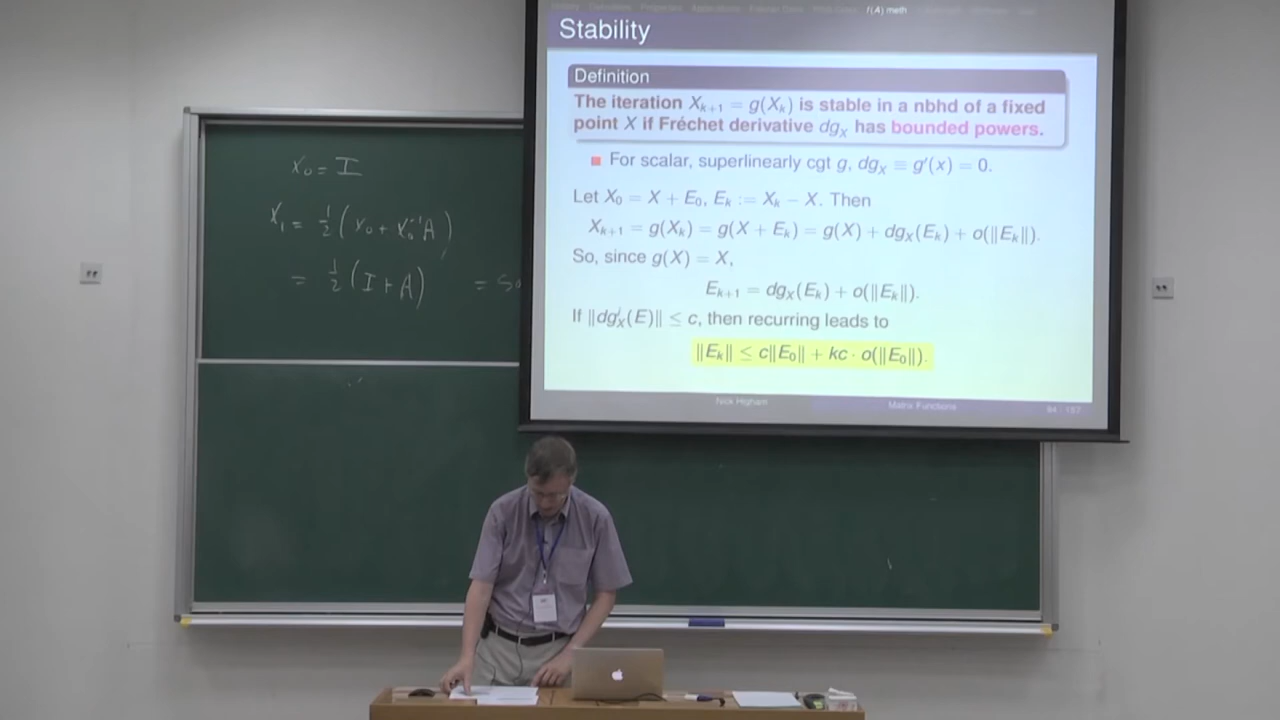 f(A) meth
Stability
Definition
The iteration X_{k+1} = g(X_k) is stable in a nbhd of a fixed
point X if Fréchet derivative dg_X has bounded powers.
For scalar, superlinearly cgt g, dg_X ≡ g′(x) = 0.
Let X_0 = X + E_0, E_k := X_k − X. Then
X_{k+1} = g(X_k) = g(X + E_k) = g(X) + dg_X(E_k) + o(‖E_k‖).
So, since g(X) = X,
E_{k+1} = dg_X(E_k) + o(‖E_k‖).
If ‖dg_X^i(E)‖ ≤ c, then recurring leads to
‖E_k‖ ≤ c‖E_0‖ + kc · o(‖E_0‖).
Nick Higham Matrix Functions
X_0 = I
X_1 = 1/2 (X_0 + X_0^{-1}A)
= 1/2 (I + A) =